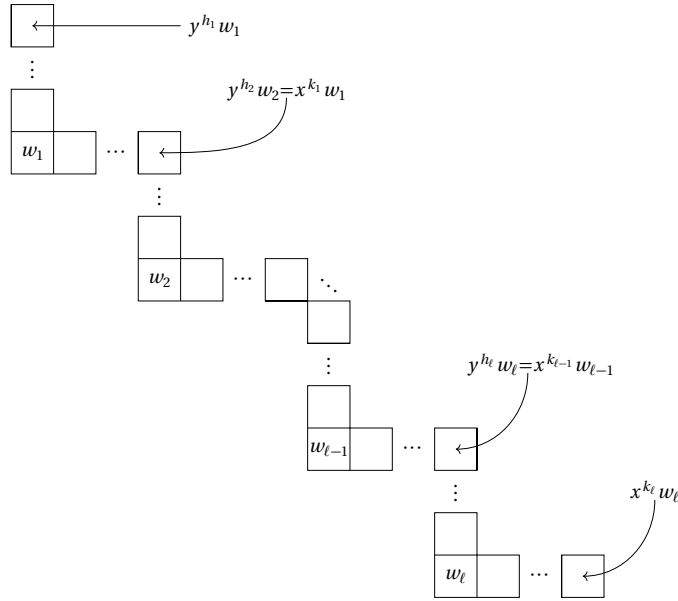 y^{h_1}w_1
⋮
y^{h_2}w_2=x^{k_1}w_1
w_1 ⋯
⋮
w_2 ⋯ ⋱
⋮
y^{h_ℓ}w_ℓ=x^{k_{ℓ−1}}w_{ℓ−1}
w_{ℓ−1} ⋯
⋮
x^{k_ℓ}w_ℓ
w_ℓ ⋯